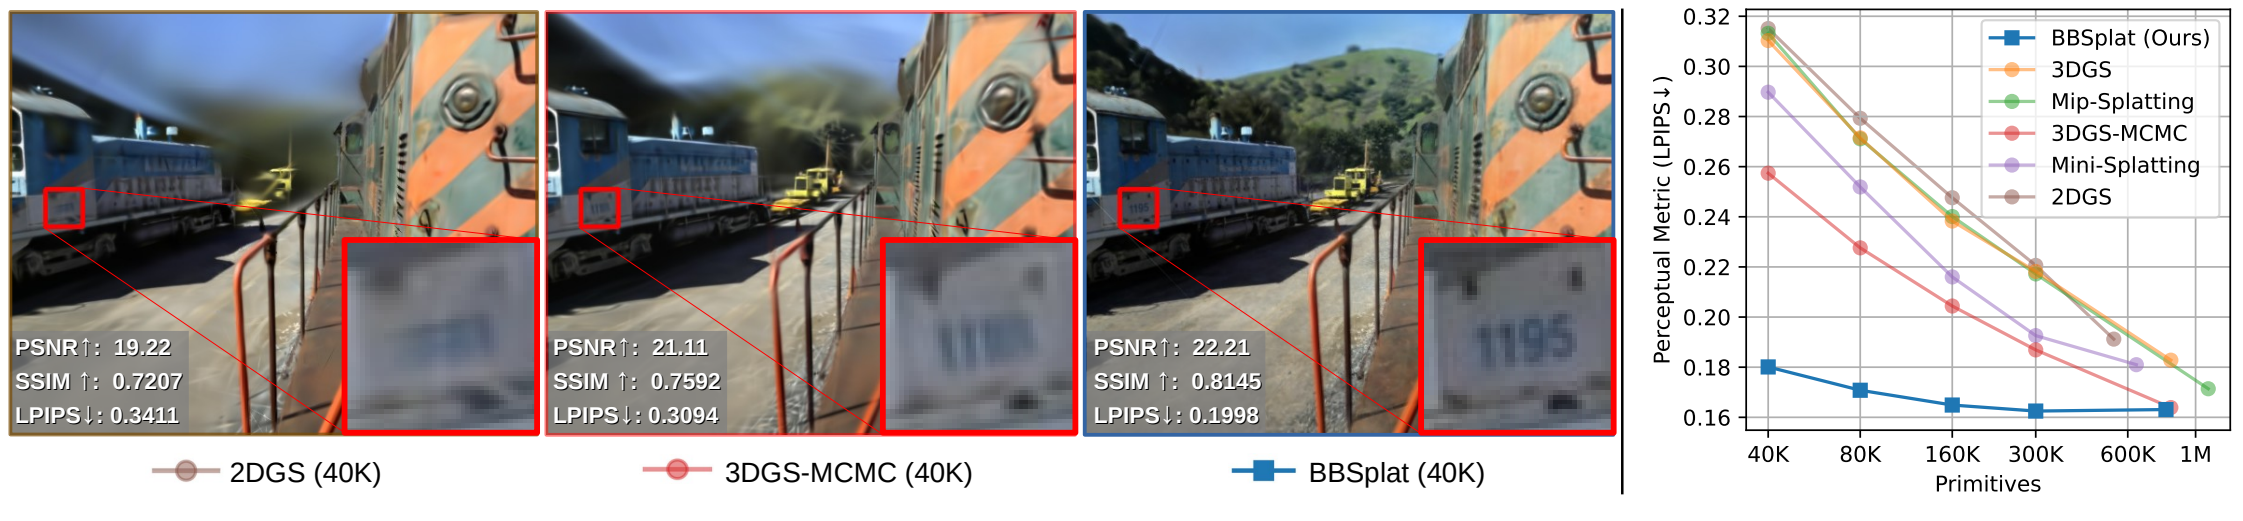 PSNR↑: 19.22
SSIM ↑: 0.7207
LPIPS↓: 0.3411
2DGS (40K)
1195
PSNR↑: 21.11
SSIM ↑: 0.7592
LPIPS↓: 0.3094
3DGS-MCMC (40K)
1195
1195
PSNR↑: 22.21
SSIM ↑: 0.8145
LPIPS↓: 0.1998
BBSplat (40K)
Perceptual Metric (LPIPS↓)
0.32
0.30
0.28
0.26
0.24
0.22
0.20
0.18
0.16
BBSplat (Ours)
3DGS
Mip-Splatting
3DGS-MCMC
Mini-Splatting
2DGS
40K 80K 160K 300K 600K 1M
Primitives